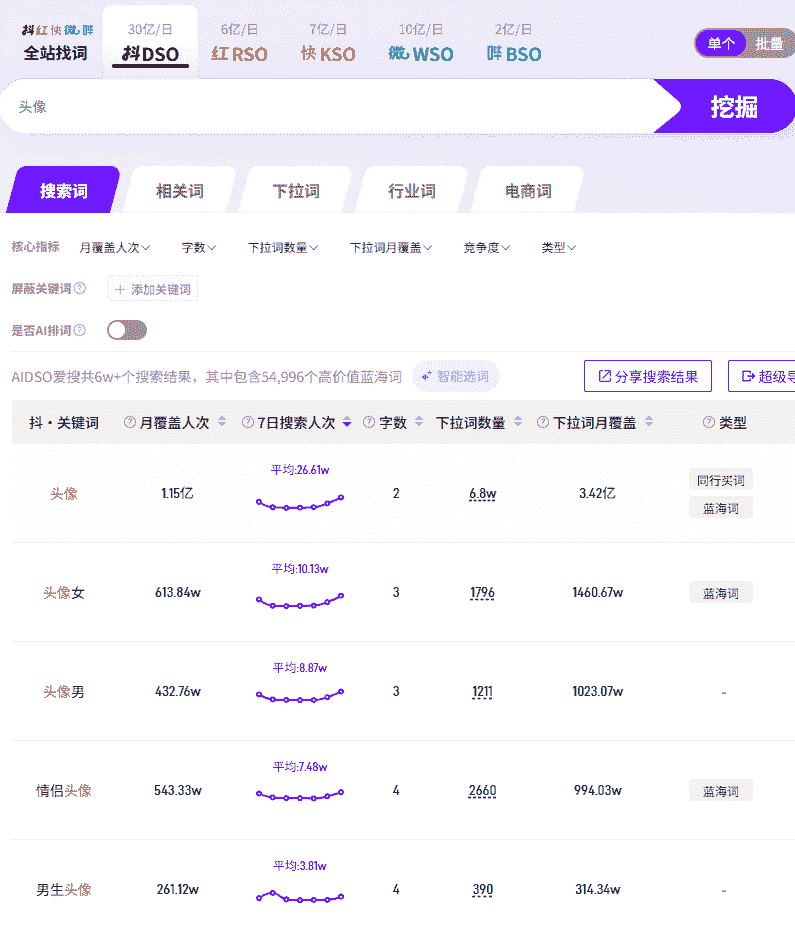 抖红快微哔 30亿/日 6亿/日 7亿/日 10亿/日 2亿/日
全站找词 抖DSO 红RSO 快KSO 微WSO 哔BSO
单个 批量
头像 挖掘
搜索词 相关词 下拉词 行业词 电商词
核心指标 月覆盖人次 字数 下拉词数量 下拉词月覆盖 竞争度 类型
屏蔽关键词? + 添加关键词
是否AI排词?
AIDSO爱搜共6w+个搜索结果，其中包含54,996个高价值蓝海词 智能选词 分享搜索结果 超级导
抖·关键词 ?月覆盖人次 ?7日搜索人次 ?字数 下拉词数量 ?下拉词月覆盖 ?类型
平均:26.61w
头像 1.15亿 2 6.8w 3.42亿 同行买词
蓝海词
平均:10.13w
头像女 613.84w 3 1796 1460.67w 蓝海词
平均:8.87w
头像男 432.76w 3 1211 1023.07w -
平均:7.48w
情侣头像 543.33w 4 2660 994.03w 蓝海词
平均:3.81w
男生头像 261.12w 4 390 314.34w -